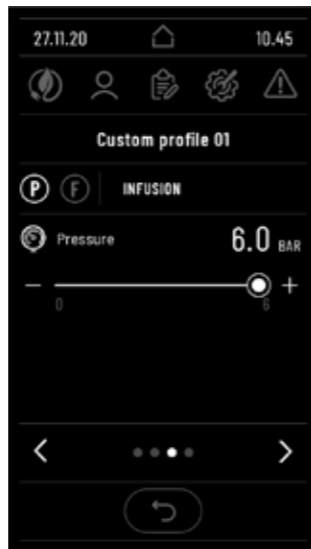 27.11.20 10.45
Custom profile 01
P F INFUSION
Pressure 6.0 BAR
− +
0 6